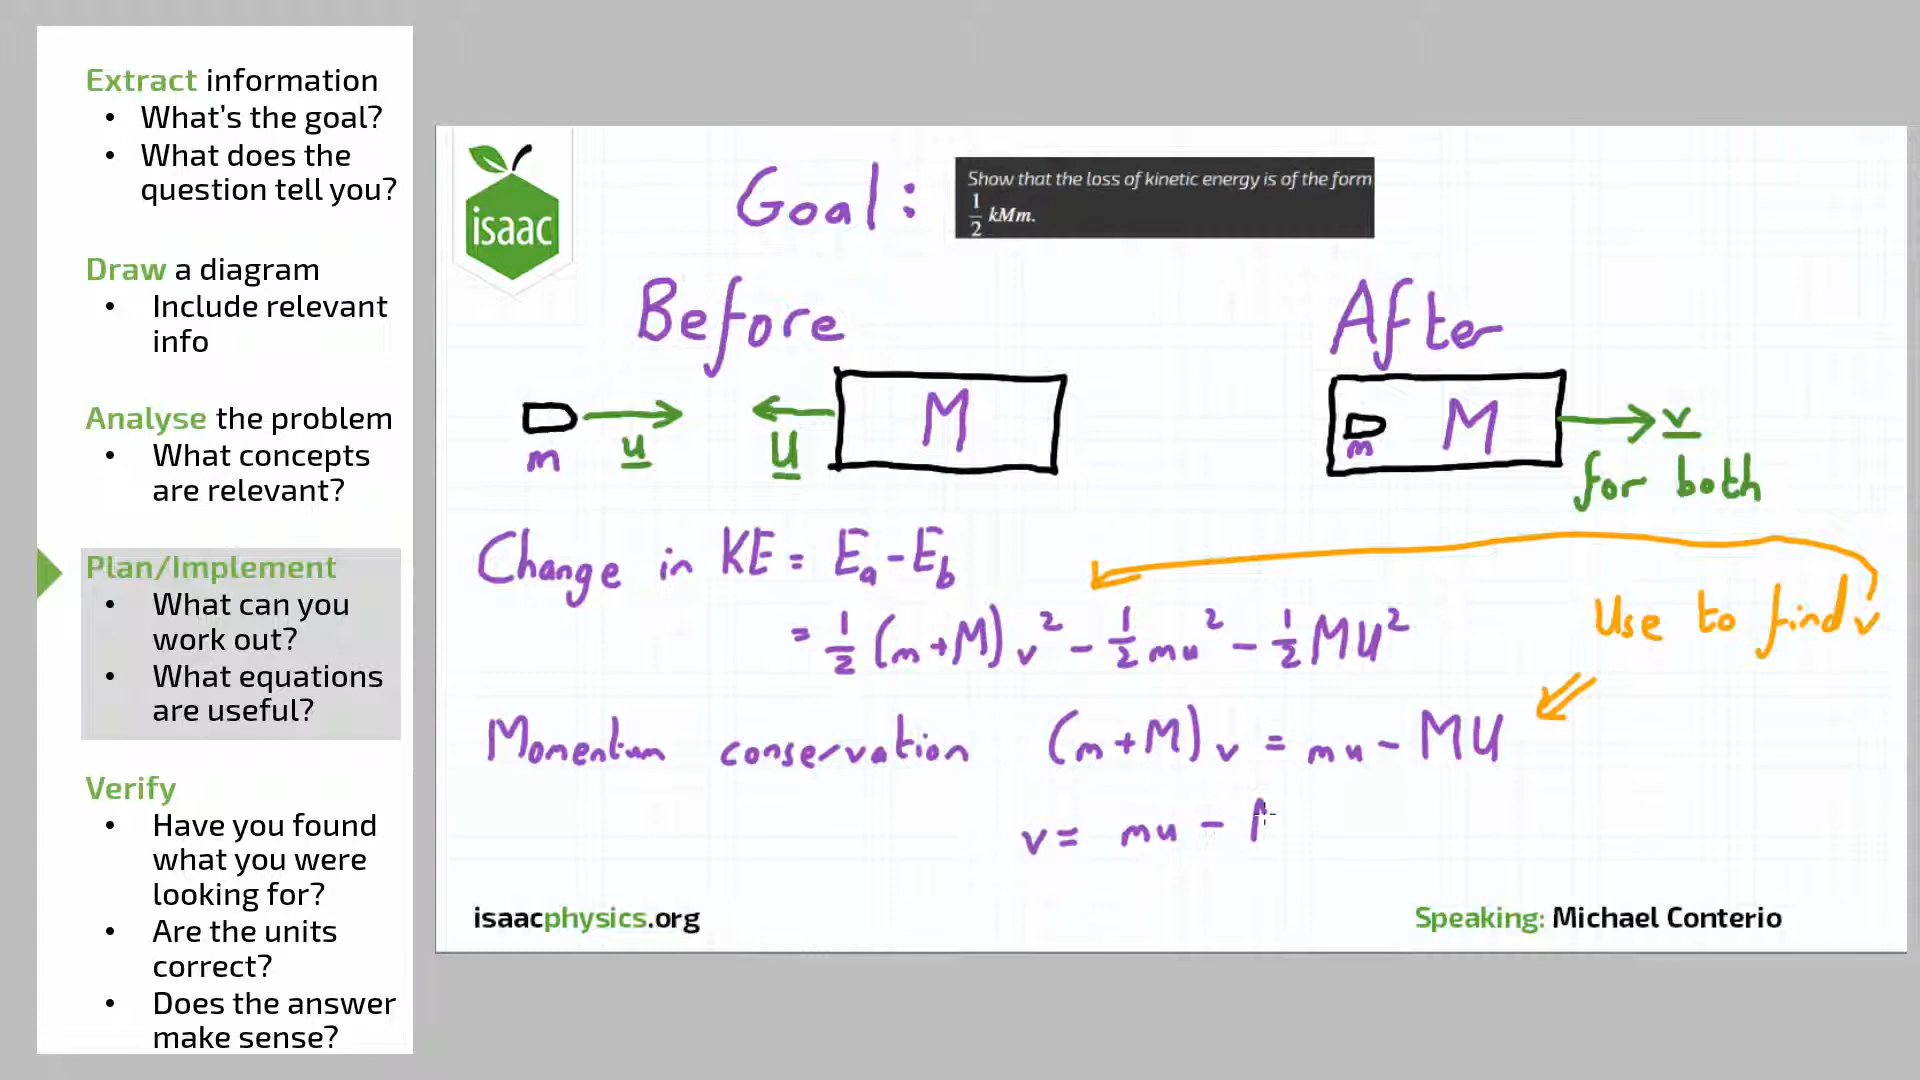 Extract information
• What's the goal?
• What does the
question tell you?
Draw a diagram
• Include relevant
info
Analyse the problem
• What concepts
are relevant?
Plan/Implement
• What can you
work out?
• What equations
are useful?
Verify
• Have you found
what you were
looking for?
• Are the units
correct?
• Does the answer
make sense?
isaac
Goal:
Show that the loss of kinetic energy is of the form
1/2 kMm.
Before
After
m u U M
m M v
for both
Change in KE = Ea - Eb
= 1/2 (m+M) v² - 1/2 mu² - 1/2 MU²
Use to find v
Momentum conservation (m+M) v = mu - MU
v = mu -
isaacphysics.org
Speaking: Michael Conterio